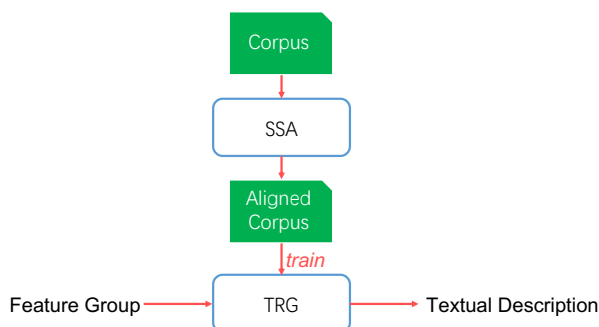 Corpus
SSA
Aligned
Corpus
train
Feature Group
TRG
Textual Description